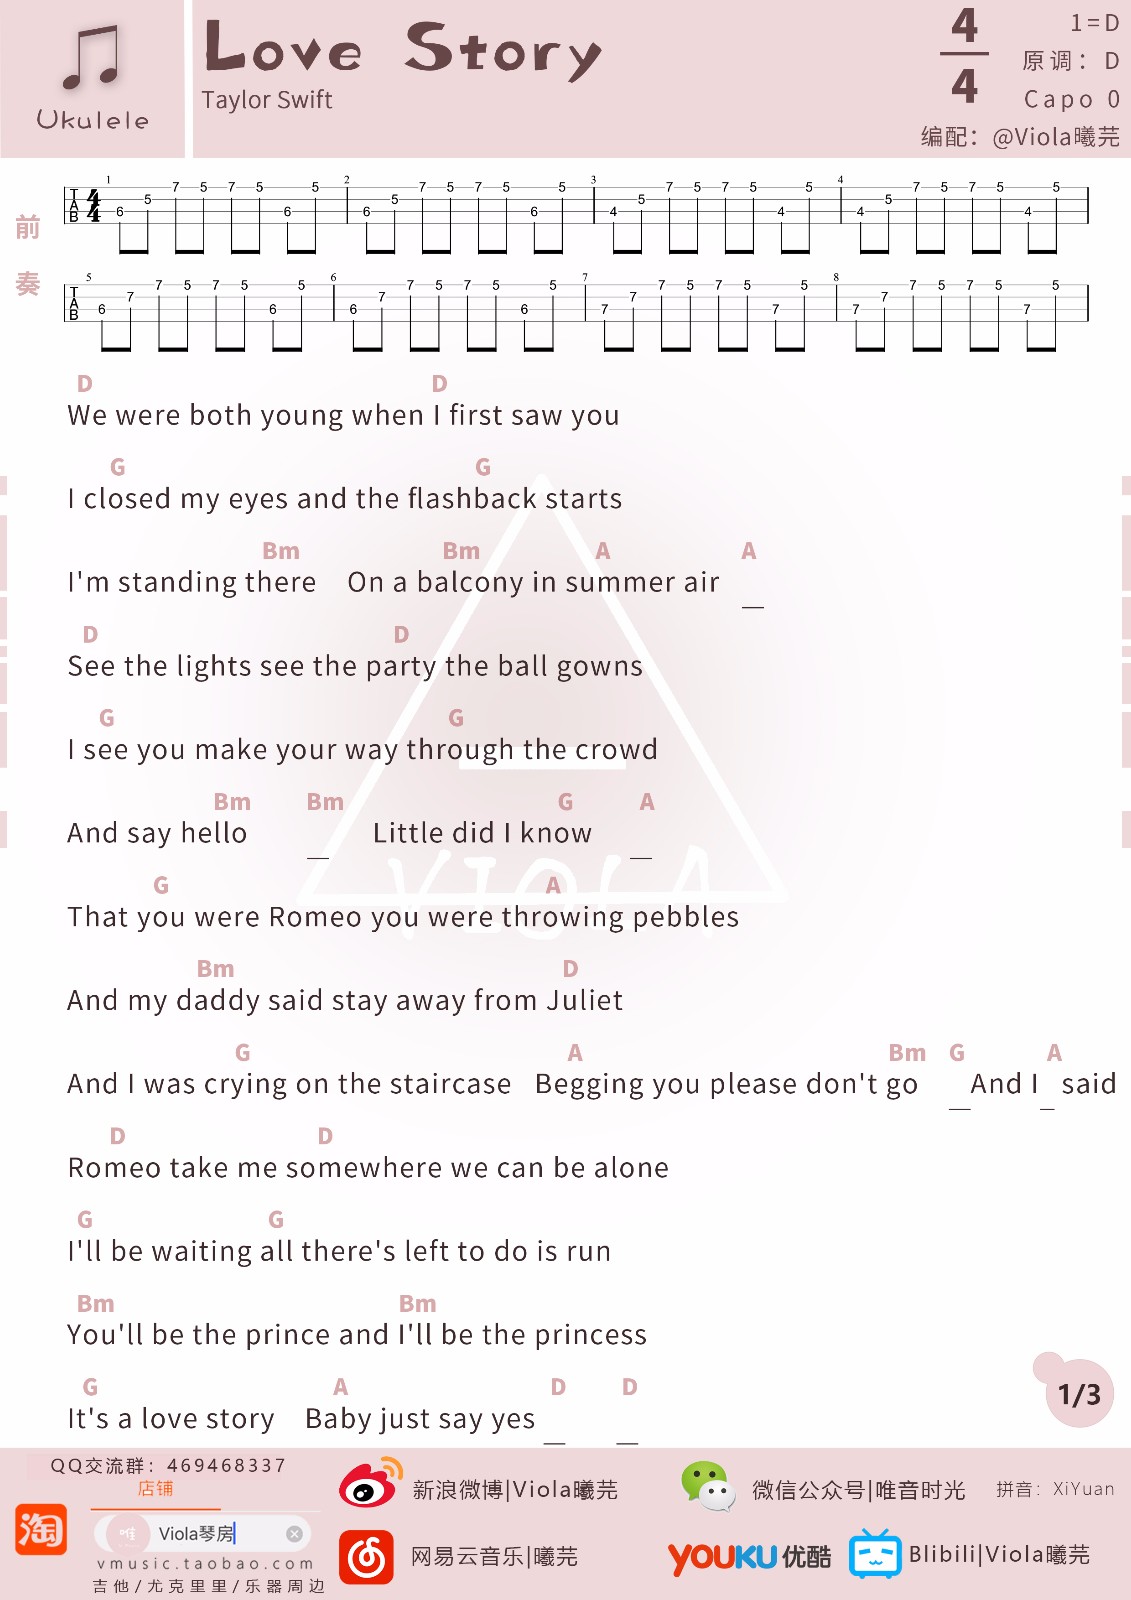 Ukulele
Love Story
Taylor Swift
4
4
1=D
原调：D
Capo 0
编配：@Viola曦芫
前奏
1 2 3 4
TAB 4/4 6 5 7 5 7 5 6 5 6 5 7 5 7 5 6 5 4 5 7 5 7 5 4 5 4 5 7 5 7 5 4 5
5 6 7 8
TAB 6 7 7 5 7 5 6 5 6 7 7 5 7 5 6 5 7 7 7 5 7 5 7 5 7 7 7 5 7 5 7 5
D D
We were both young when I first saw you
G G
I closed my eyes and the flashback starts
Bm Bm A A
I'm standing there On a balcony in summer air _
D D
See the lights see the party the ball gowns
G G
I see you make your way through the crowd
Bm Bm G A
And say hello _ Little did I know _
G A
That you were Romeo you were throwing pebbles
Bm D
And my daddy said stay away from Juliet
G A Bm G A
And I was crying on the staircase Begging you please don't go _And I_ said
D D
Romeo take me somewhere we can be alone
G G
I'll be waiting all there's left to do is run
Bm Bm
You'll be the prince and I'll be the princess
G A D D
It's a love story Baby just say yes _ _
VIOLA
1/3
QQ交流群：469468337
店铺
淘
唯
Viola琴房
vmusic.taobao.com
吉他/尤克里里/乐器周边
新浪微博|Viola曦芫
微信公众号|唯音时光
拼音：XiYuan
网易云音乐|曦芫
YOUKU优酷
Blibili|Viola曦芫